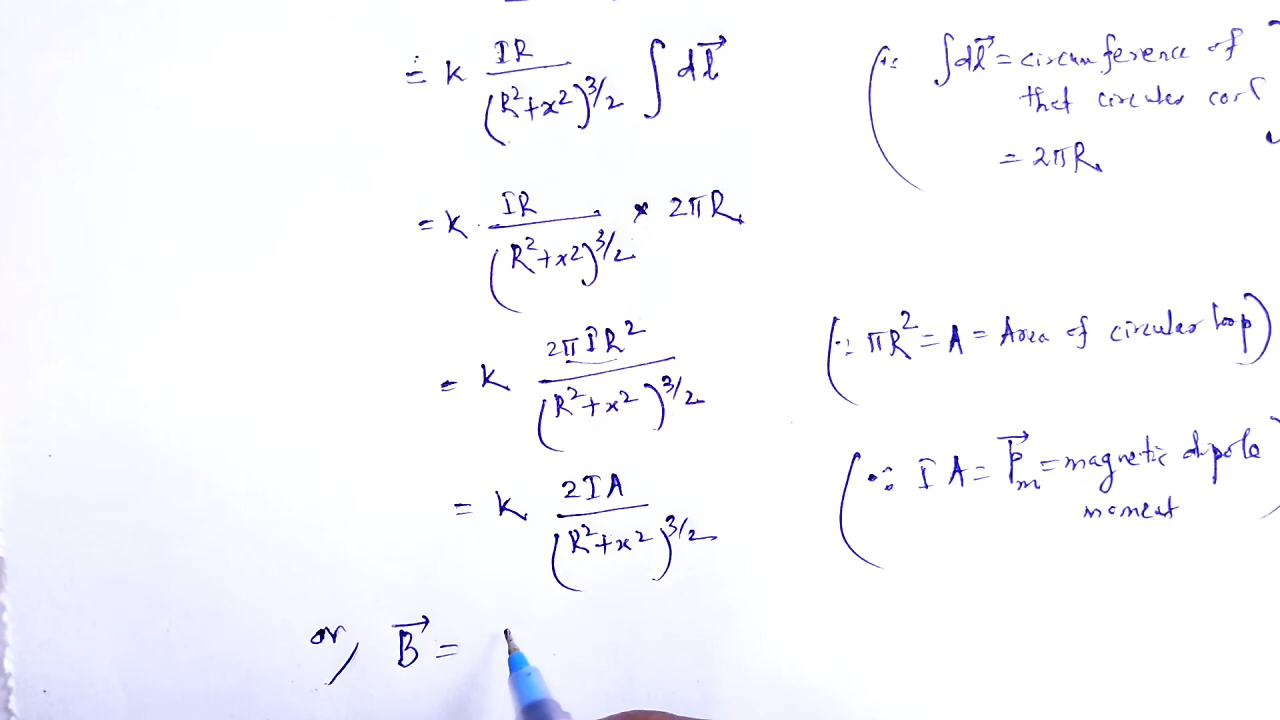 = K IR/(R²+x²)^3/2 ∫dl⃗
(∵ ∫dl⃗ = circumference of
that circular coil
= 2πR
= K · IR/(R²+x²)^3/2 × 2πR
= K 2πIR²/(R²+x²)^3/2
(∵ πR² = A = Area of circular loop)
= K 2IA/(R²+x²)^3/2
(∵ IA = P⃗m = magnetic dipole
moment
or, B⃗ =